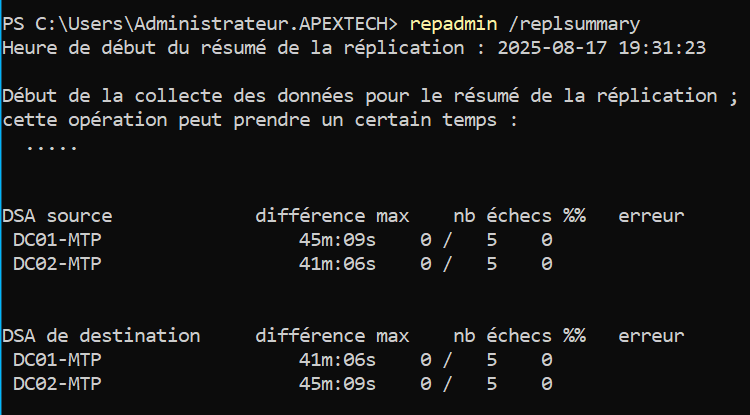 PS C:\Users\Administrateur.APEXTECH> repadmin /replsummary
Heure de début du résumé de la réplication : 2025-08-17 19:31:23
Début de la collecte des données pour le résumé de la réplication ;
cette opération peut prendre un certain temps :
.....
DSA source différence max nb échecs %% erreur
DC01-MTP 45m:09s 0 / 5 0
DC02-MTP 41m:06s 0 / 5 0
DSA de destination différence max nb échecs %% erreur
DC01-MTP 41m:06s 0 / 5 0
DC02-MTP 45m:09s 0 / 5 0